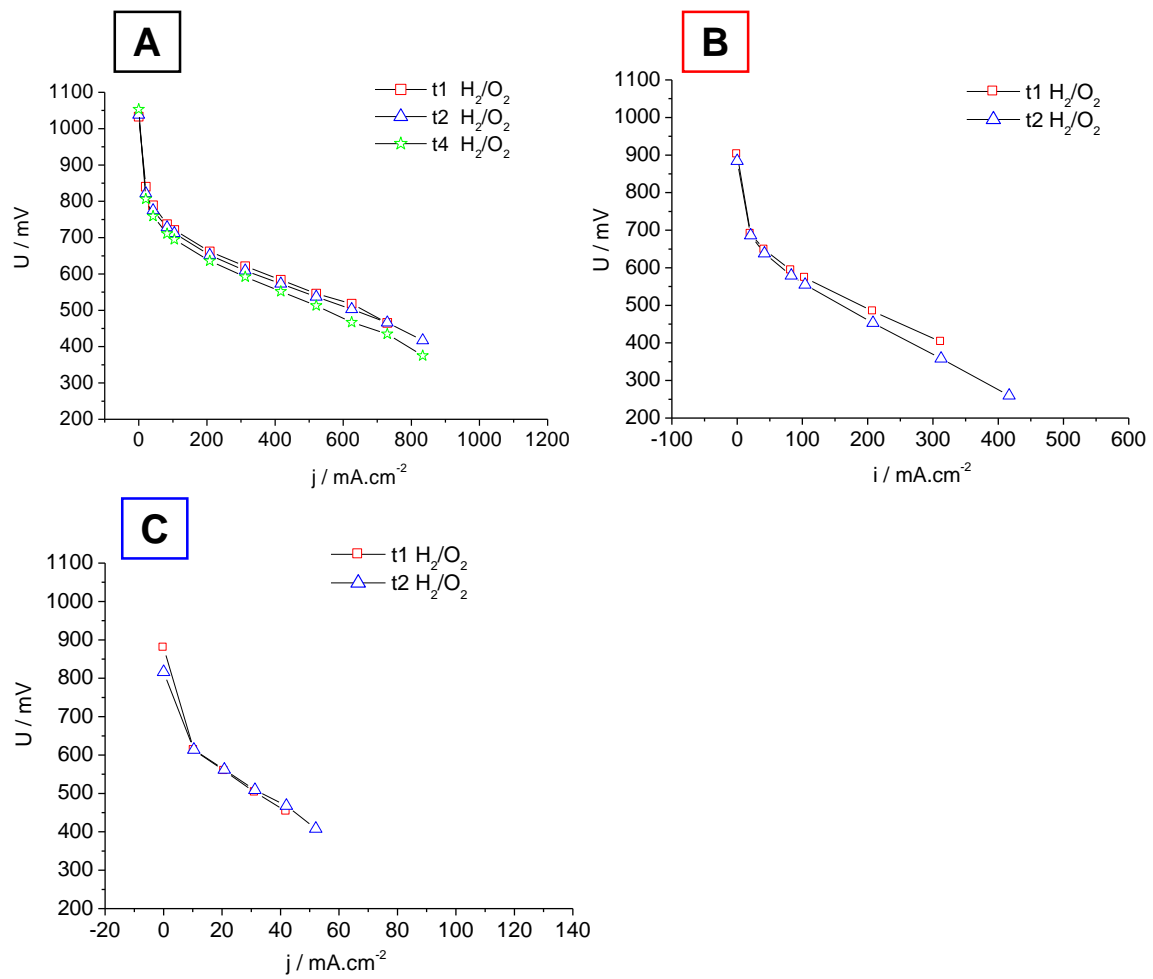 A
t1 H₂/O₂
t2 H₂/O₂
t4 H₂/O₂
1100
1000
900
800
700
600
500
400
300
200
U / mV
0 200 400 600 800 1000 1200
j / mA.cm⁻²
B
t1 H₂/O₂
t2 H₂/O₂
1100
1000
900
800
700
600
500
400
300
200
U / mV
-100 0 100 200 300 400 500 600
i / mA.cm⁻²
C
t1 H₂/O₂
t2 H₂/O₂
1100
1000
900
800
700
600
500
400
300
200
U / mV
-20 0 20 40 60 80 100 120 140
j / mA.cm⁻²